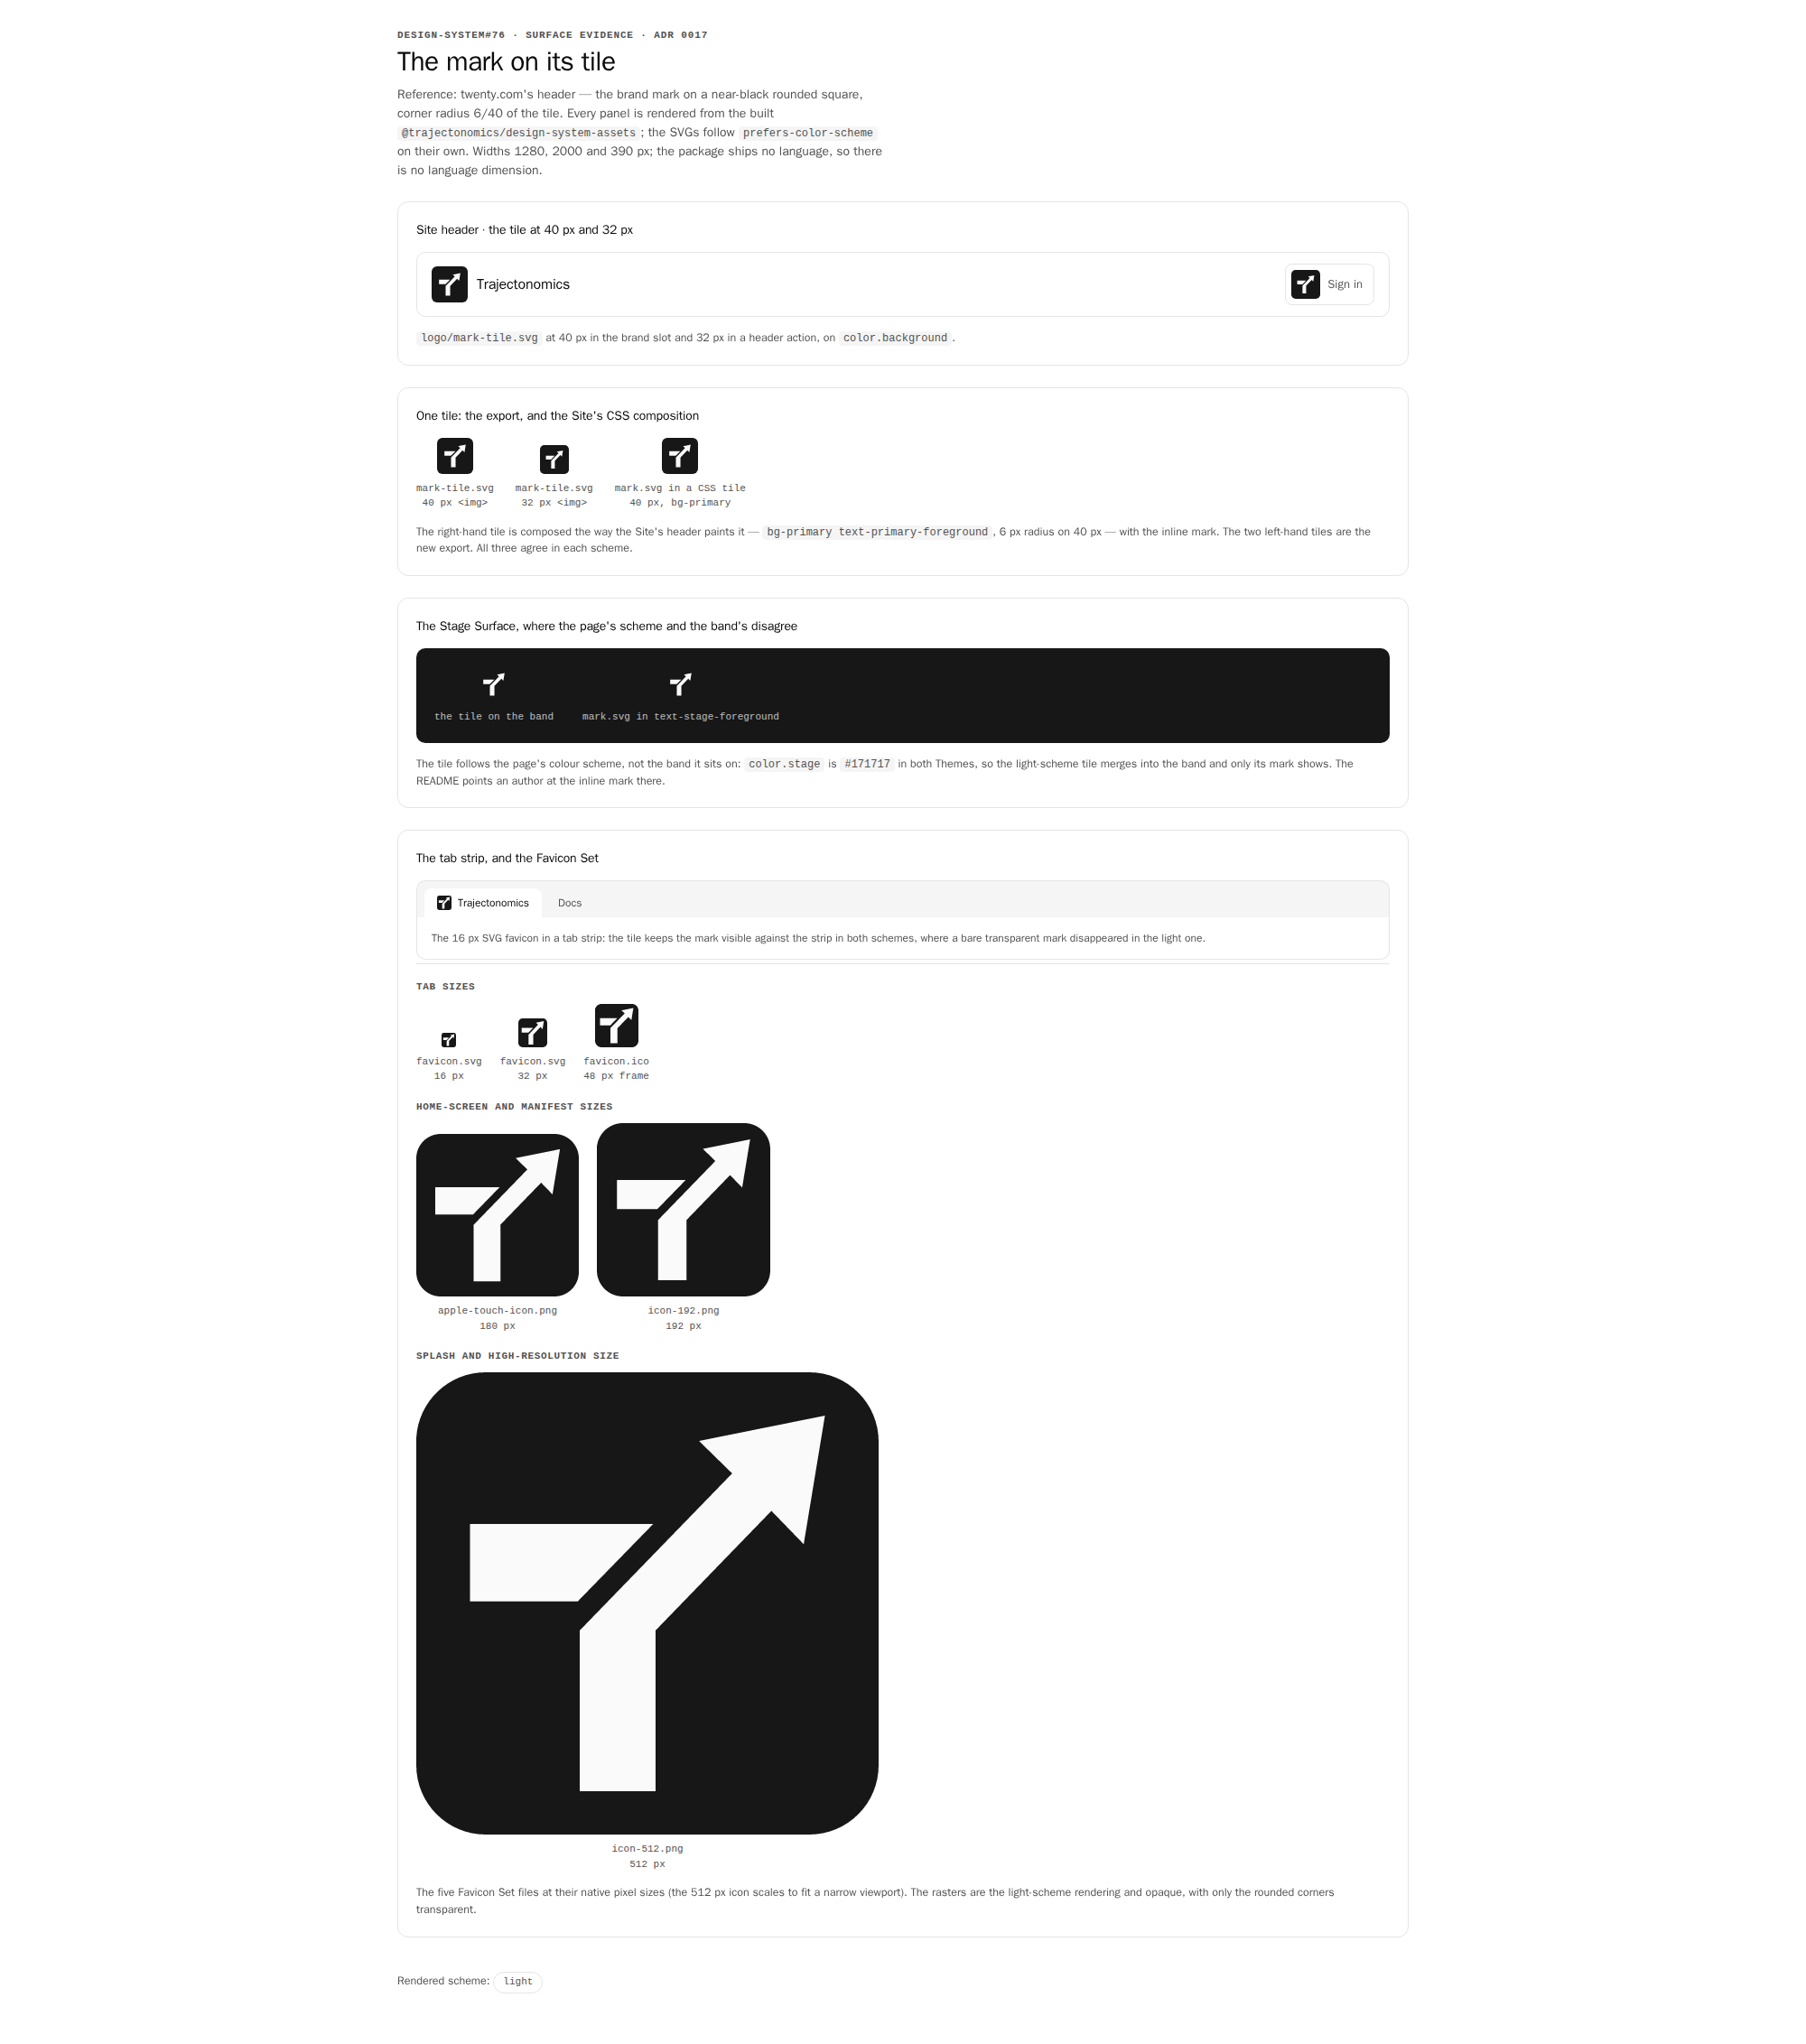 DESIGN-SYSTEM#76 · SURFACE EVIDENCE · ADR 0017
The mark on its tile
Reference: twenty.com's header — the brand mark on a near-black rounded square,
corner radius 6/40 of the tile. Every panel is rendered from the built
@trajectonomics/design-system-assets ; the SVGs follow prefers-color-scheme
on their own. Widths 1280, 2000 and 390 px; the package ships no language, so there
is no language dimension.
Site header · the tile at 40 px and 32 px
Trajectonomics
Sign in
logo/mark-tile.svg at 40 px in the brand slot and 32 px in a header action, on color.background .
One tile: the export, and the Site's CSS composition
mark-tile.svg
40 px <img>
mark-tile.svg
32 px <img>
mark.svg in a CSS tile
40 px, bg-primary
The right-hand tile is composed the way the Site's header paints it — bg-primary text-primary-foreground , 6 px radius on 40 px — with the inline mark. The two left-hand tiles are the
new export. All three agree in each scheme.
The Stage Surface, where the page's scheme and the band's disagree
the tile on the band
mark.svg in text-stage-foreground
The tile follows the page's colour scheme, not the band it sits on: color.stage is #171717 in both Themes, so the light-scheme tile merges into the band and only its mark shows. The
README points an author at the inline mark there.
The tab strip, and the Favicon Set
Trajectonomics
Docs
The 16 px SVG favicon in a tab strip: the tile keeps the mark visible against the strip in both schemes, where a bare transparent mark disappeared in the light one.
TAB SIZES
favicon.svg
16 px
favicon.svg
32 px
favicon.ico
48 px frame
HOME-SCREEN AND MANIFEST SIZES
apple-touch-icon.png
180 px
icon-192.png
192 px
SPLASH AND HIGH-RESOLUTION SIZE
icon-512.png
512 px
The five Favicon Set files at their native pixel sizes (the 512 px icon scales to fit a narrow viewport). The rasters are the light-scheme rendering and opaque, with only the rounded corners
transparent.
Rendered scheme: light